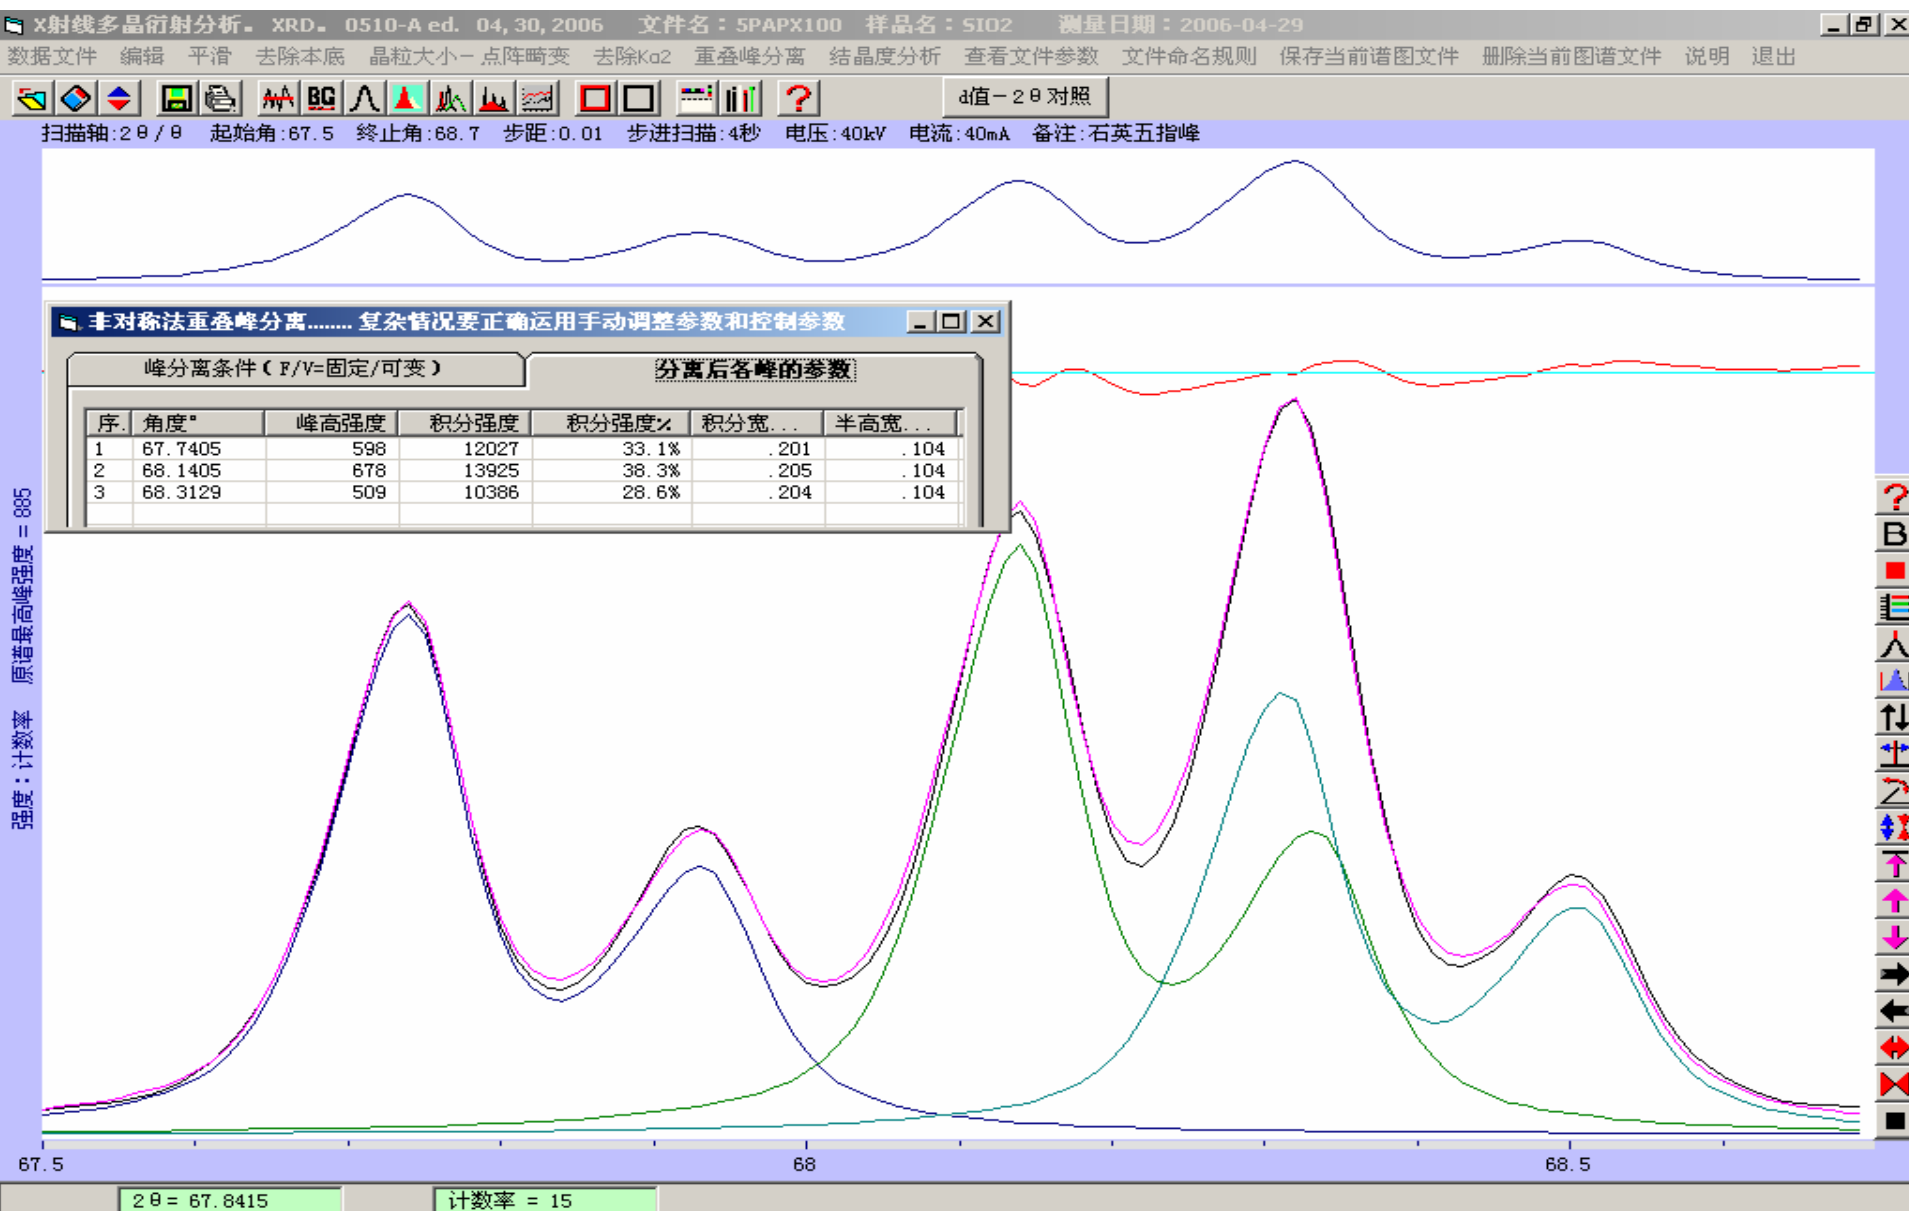 X射线多晶衍射分析。 XRD。 0510-A ed. 04,30,2006 文件名：5PAPX100 样品名：SIO2 测量日期：2006-04-29
数据文件 编辑 平滑 去除本底 晶粒大小－点阵畸变 去除Kα2 重叠峰分离 结晶度分析 查看文件参数 文件命名规则 保存当前谱图文件 删除当前图谱文件 说明 退出
BG ? d值－2θ对照
扫描轴:2θ/θ 起始角:67.5 终止角:68.7 步距:0.01 步进扫描:4秒 电压:40kV 电流:40mA 备注:石英五指峰
非对称法重叠峰分离........ 复杂情况要正确运用手动调整参数和控制参数
峰分离条件（F/V=固定/可变） 分离后各峰的参数
序. 角度° 峰高强度 积分强度 积分强度% 积分宽... 半高宽...
1 67.7405 598 12027 33.1% .201 .104
2 68.1405 678 13925 38.3% .205 .104
3 68.3129 509 10386 28.6% .204 .104
强度：计数率 原谱最高峰强度 = 885
?
B
67.5 68 68.5
2θ= 67.8415 计数率 = 15